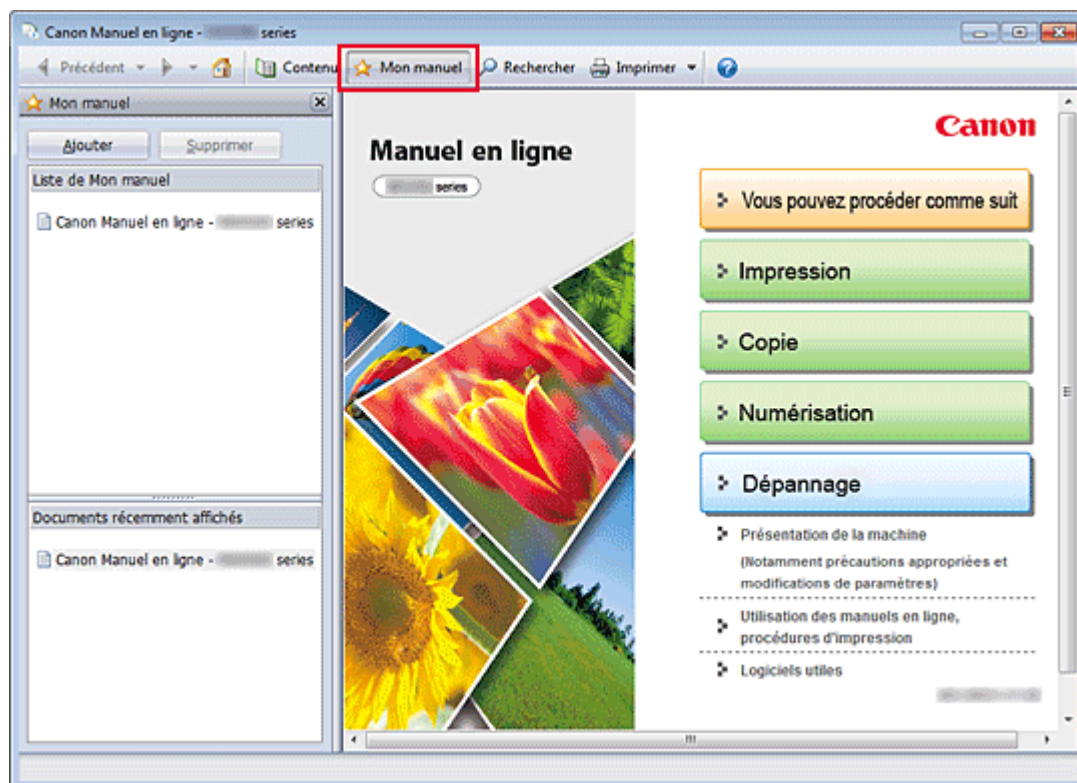 Canon Manuel en ligne - series
Précédent Contenu Mon manuel Rechercher Imprimer
Mon manuel
Ajouter Supprimer
Liste de Mon manuel
Canon Manuel en ligne - series
Documents récemment affichés
Canon Manuel en ligne - series
Canon
Manuel en ligne
series
Vous pouvez procéder comme suit
Impression
Copie
Numérisation
Dépannage
Présentation de la machine
(Notamment précautions appropriées et
modifications de paramètres)
Utilisation des manuels en ligne,
procédures d'impression
Logiciels utiles